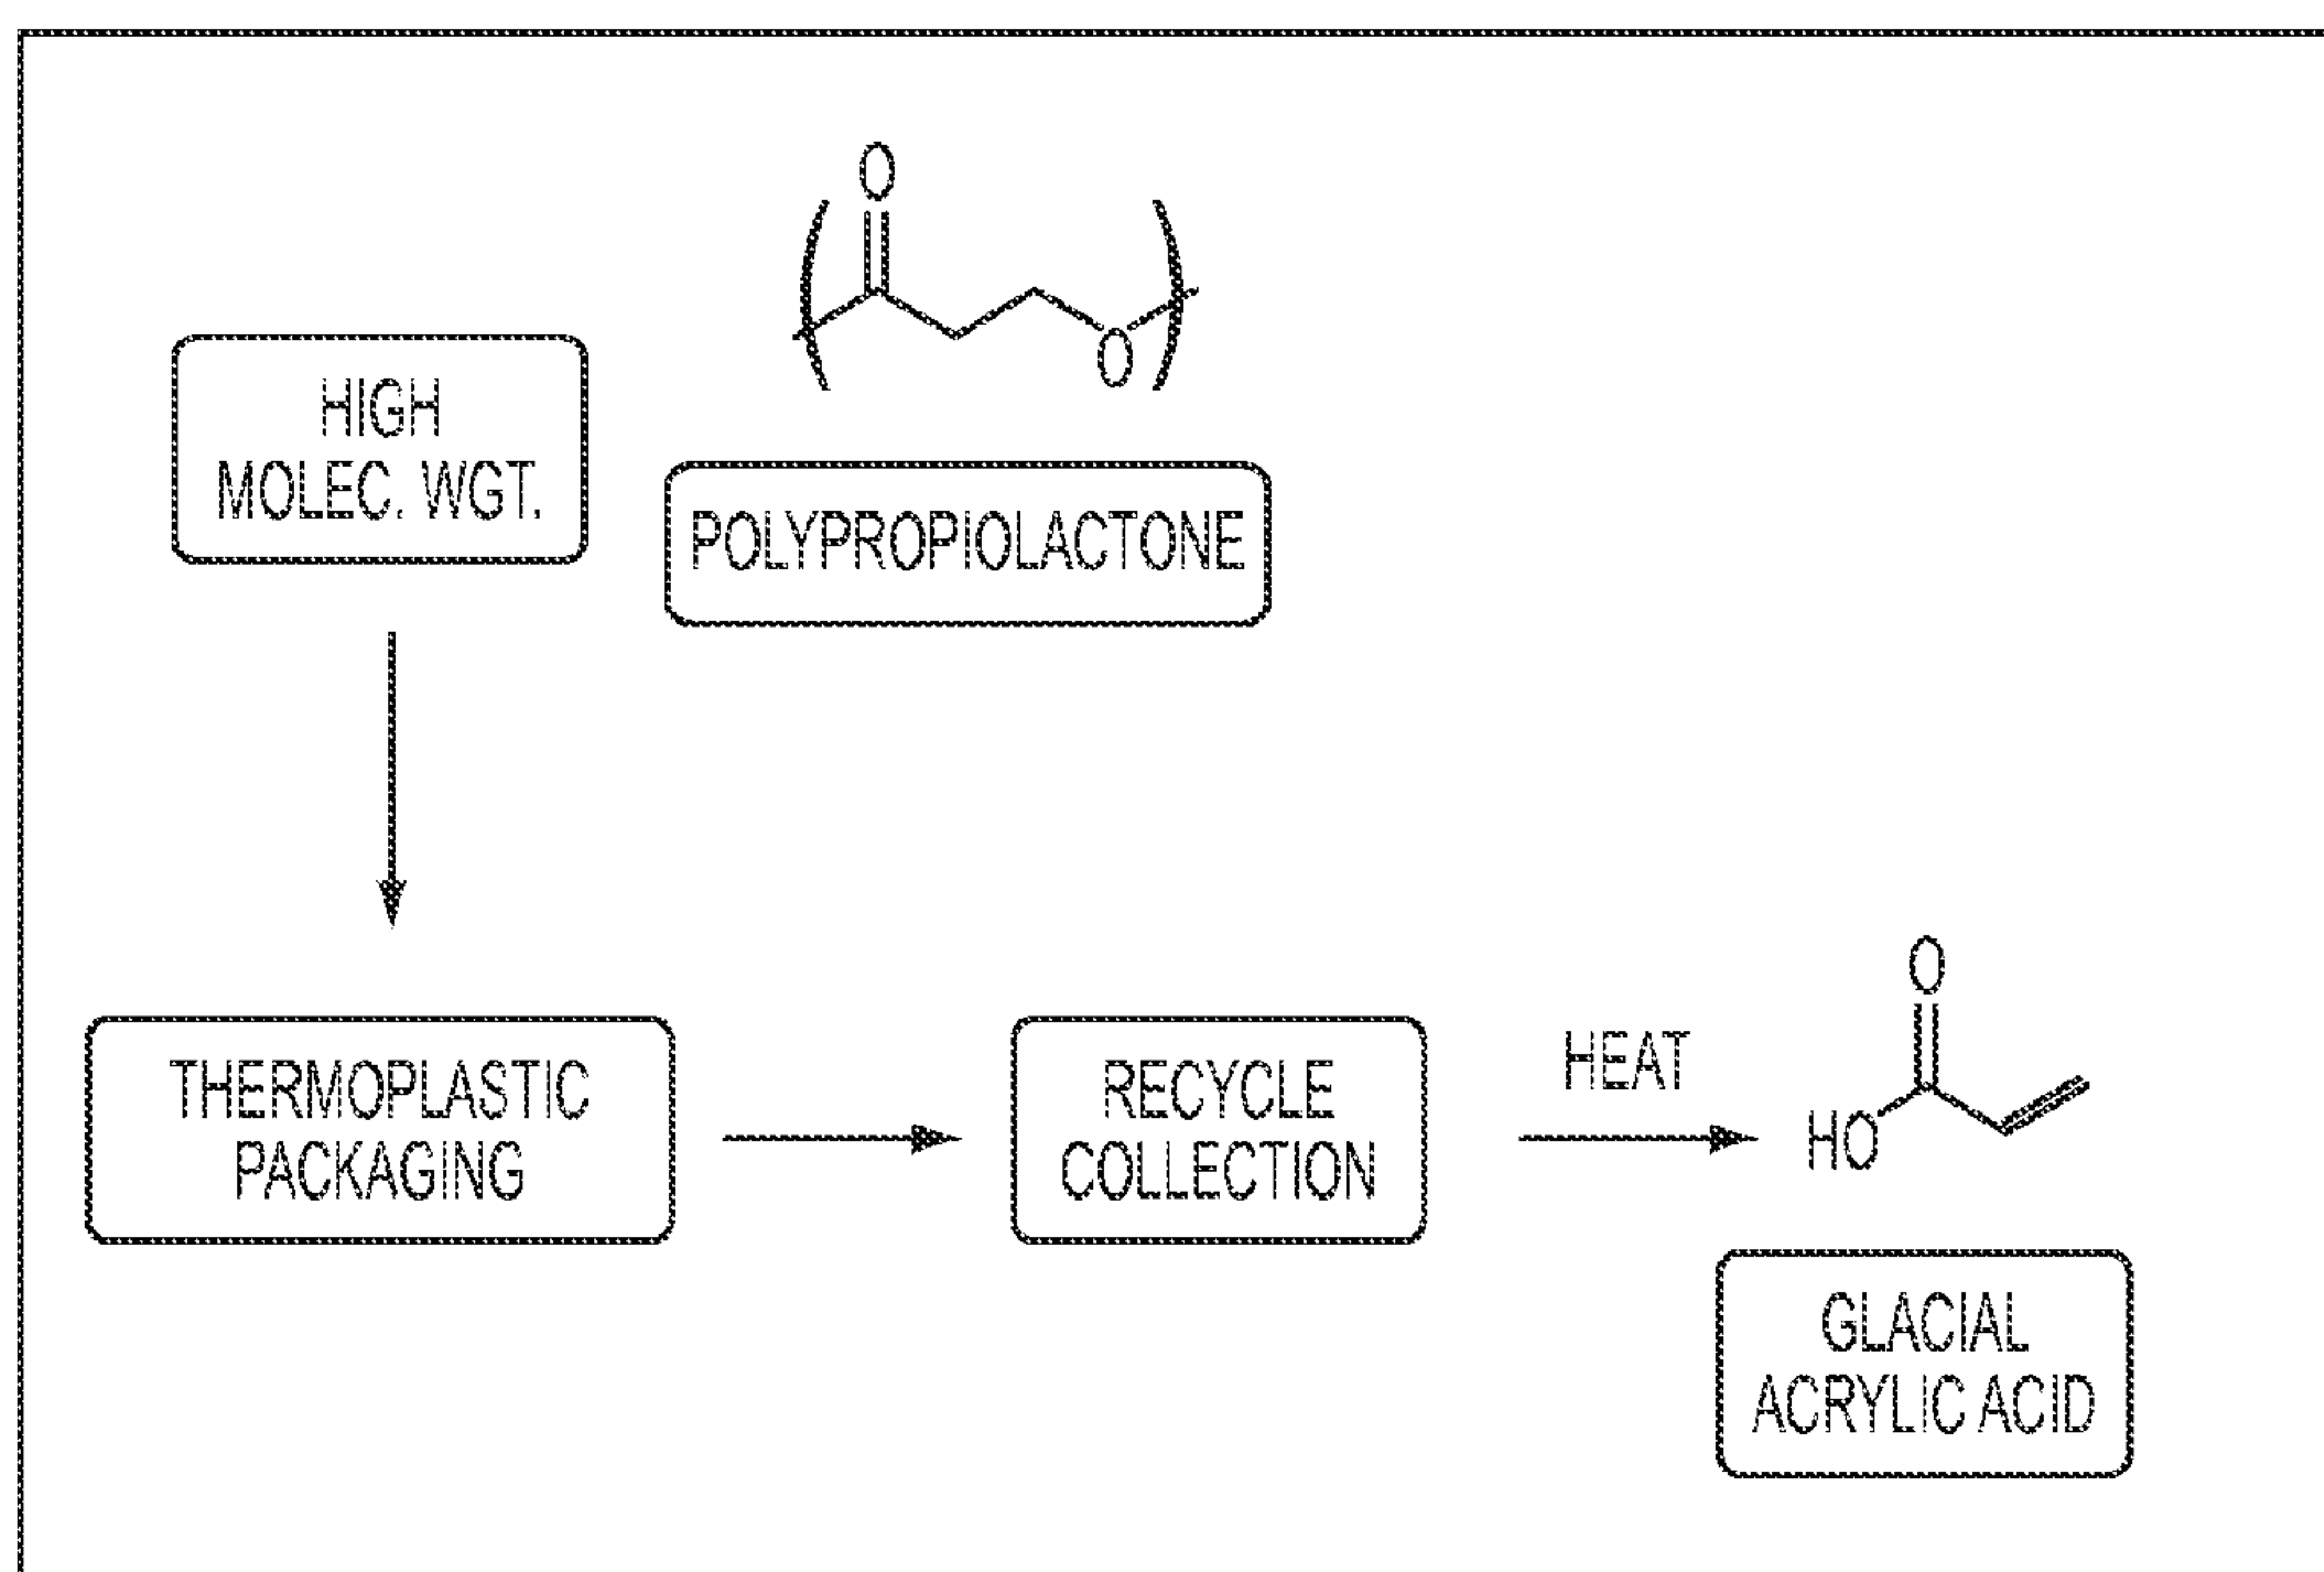 O
O
HIGH
MOLEC. WGT.
POLYPROPIOLACTONE
THERMOPLASTIC
PACKAGING
RECYCLE
COLLECTION
HEAT
O
HO
GLACIAL
ACRYLIC ACID